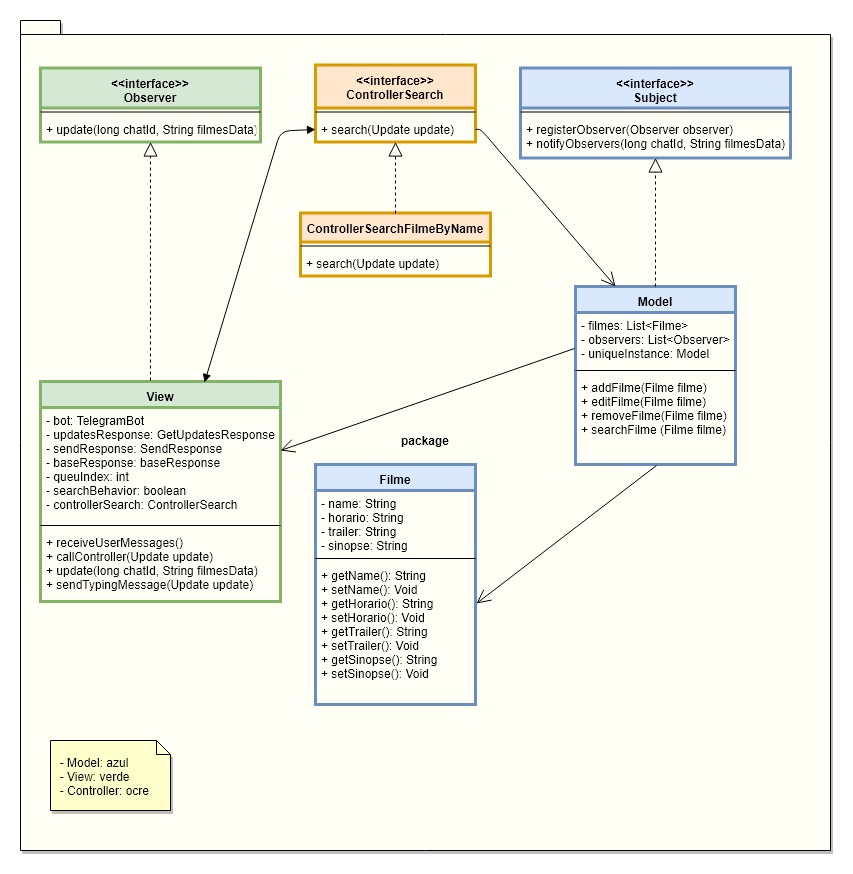 <<interface>>
Observer
+ update(long chatId, String filmesData)
<<interface>>
ControllerSearch
+ search(Update update)
<<interface>>
Subject
+ registerObserver(Observer observer)
+ notifyObservers(long chatId, String filmesData)
ControllerSearchFilmeByName
+ search(Update update)
Model
- filmes: List<Filme>
- observers: List<Observer>
- uniqueInstance: Model
+ addFilme(Filme filme)
+ editFilme(Filme filme)
+ removeFilme(Filme filme)
+ searchFilme (Filme filme)
View
- bot: TelegramBot
- updatesResponse: GetUpdatesResponse
- sendResponse: SendResponse
- baseResponse: baseResponse
- queuIndex: int
- searchBehavior: boolean
- controllerSearch: ControllerSearch
+ receiveUserMessages()
+ callController(Update update)
+ update(long chatId, String filmesData)
+ sendTypingMessage(Update update)
package
Filme
- name: String
- horario: String
- trailer: String
- sinopse: String
+ getName(): String
+ setName(): Void
+ getHorario(): String
+ setHorario(): Void
+ getTrailer(): String
+ setTrailer(): Void
+ getSinopse(): String
+ setSinopse(): Void
- Model: azul
- View: verde
- Controller: ocre